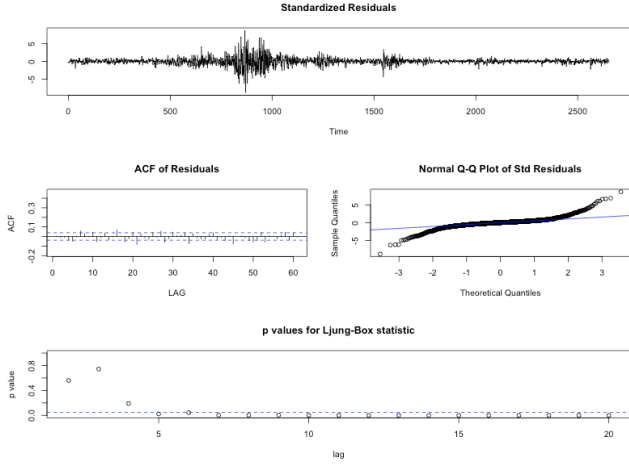 Standardized Residuals
5
0
-5
0 500 1000 1500 2000 2500
Time
ACF of Residuals
ACF
0.3
0.1
-0.2
0 10 20 30 40 50 60
LAG
Normal Q-Q Plot of Std Residuals
Sample Quantiles
5
0
-5
-3 -2 -1 0 1 2 3
Theoretical Quantiles
p values for Ljung-Box statistic
p value
0.8
0.4
0.0
5 10 15 20
lag